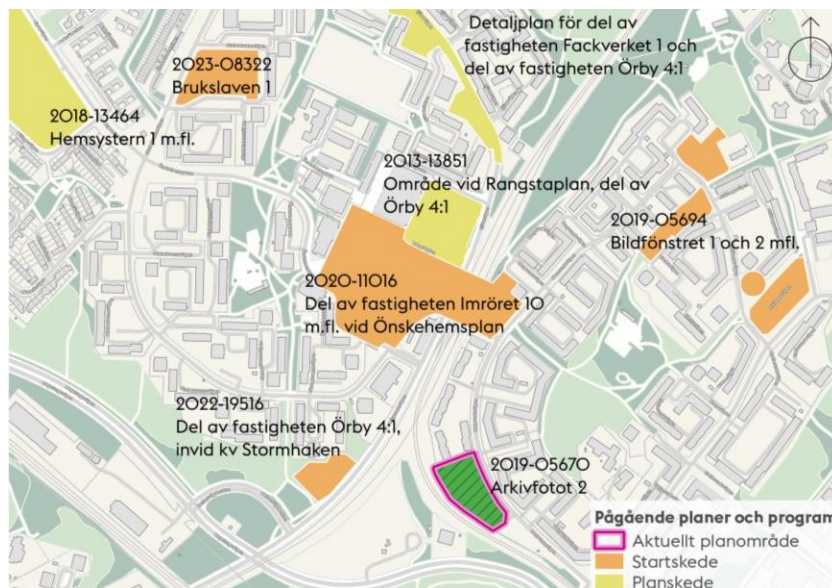 Detaljplan för del av
fastigheten Fackverket 1 och
del av fastigheten Örby 4:1
2023-08322
Brukslaven 1
2018-13464
Hemsystern 1 m.fl.
2013-13851
Område vid Rangstaplan, del av
Örby 4:1
2019-05694
Bildfönstret 1 och 2 mfl.
2020-11016
Del av fastigheten Imröret 10
m.fl. vid Önskehemsplan
2022-19516
Del av fastigheten Örby 4:1,
invid kv Stormhaken
2019-05670
Arkivfotot 2
Pågående planer och program
Aktuellt planområde
Startskede
Planskede